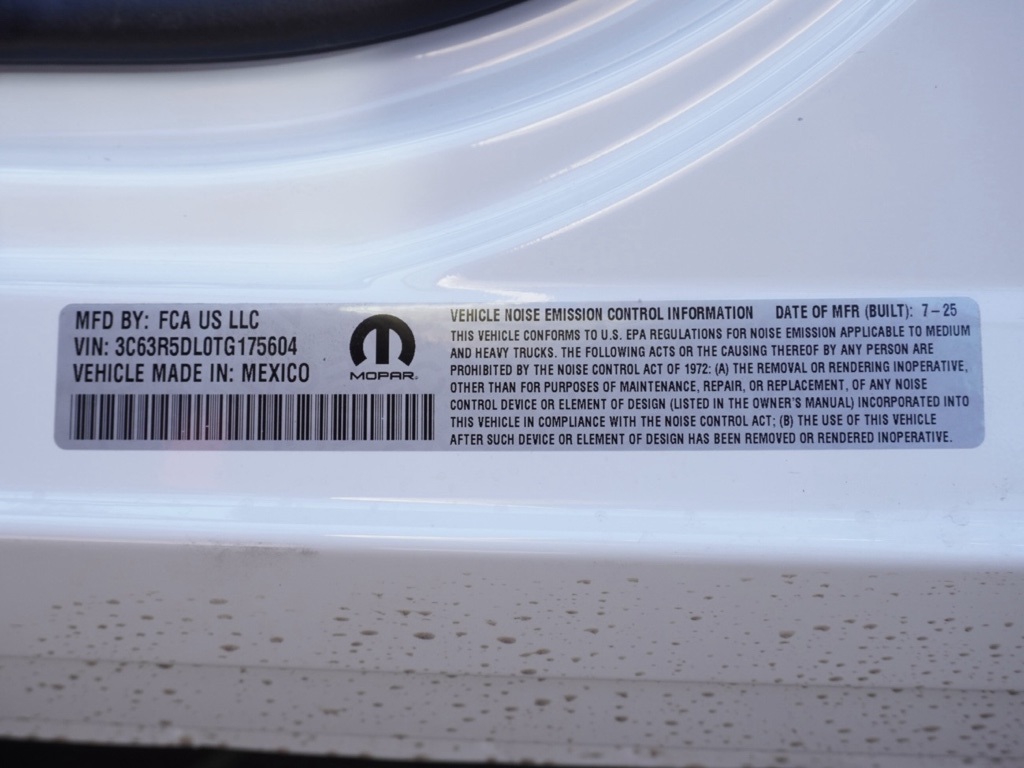 MFD BY: FCA US LLC
VIN: 3C63R5DL0TG175604
VEHICLE MADE IN: MEXICO
MOPAR
VEHICLE NOISE EMISSION CONTROL INFORMATION DATE OF MFR (BUILT): 7-25
THIS VEHICLE CONFORMS TO U.S. EPA REGULATIONS FOR NOISE EMISSION APPLICABLE TO MEDIUM
AND HEAVY TRUCKS. THE FOLLOWING ACTS OR THE CAUSING THEREOF BY ANY PERSON ARE
PROHIBITED BY THE NOISE CONTROL ACT OF 1972: (A) THE REMOVAL OR RENDERING INOPERATIVE,
OTHER THAN FOR PURPOSES OF MAINTENANCE, REPAIR, OR REPLACEMENT, OF ANY NOISE
CONTROL DEVICE OR ELEMENT OF DESIGN (LISTED IN THE OWNER'S MANUAL) INCORPORATED INTO
THIS VEHICLE IN COMPLIANCE WITH THE NOISE CONTROL ACT; (B) THE USE OF THIS VEHICLE
AFTER SUCH DEVICE OR ELEMENT OF DESIGN HAS BEEN REMOVED OR RENDERED INOPERATIVE.